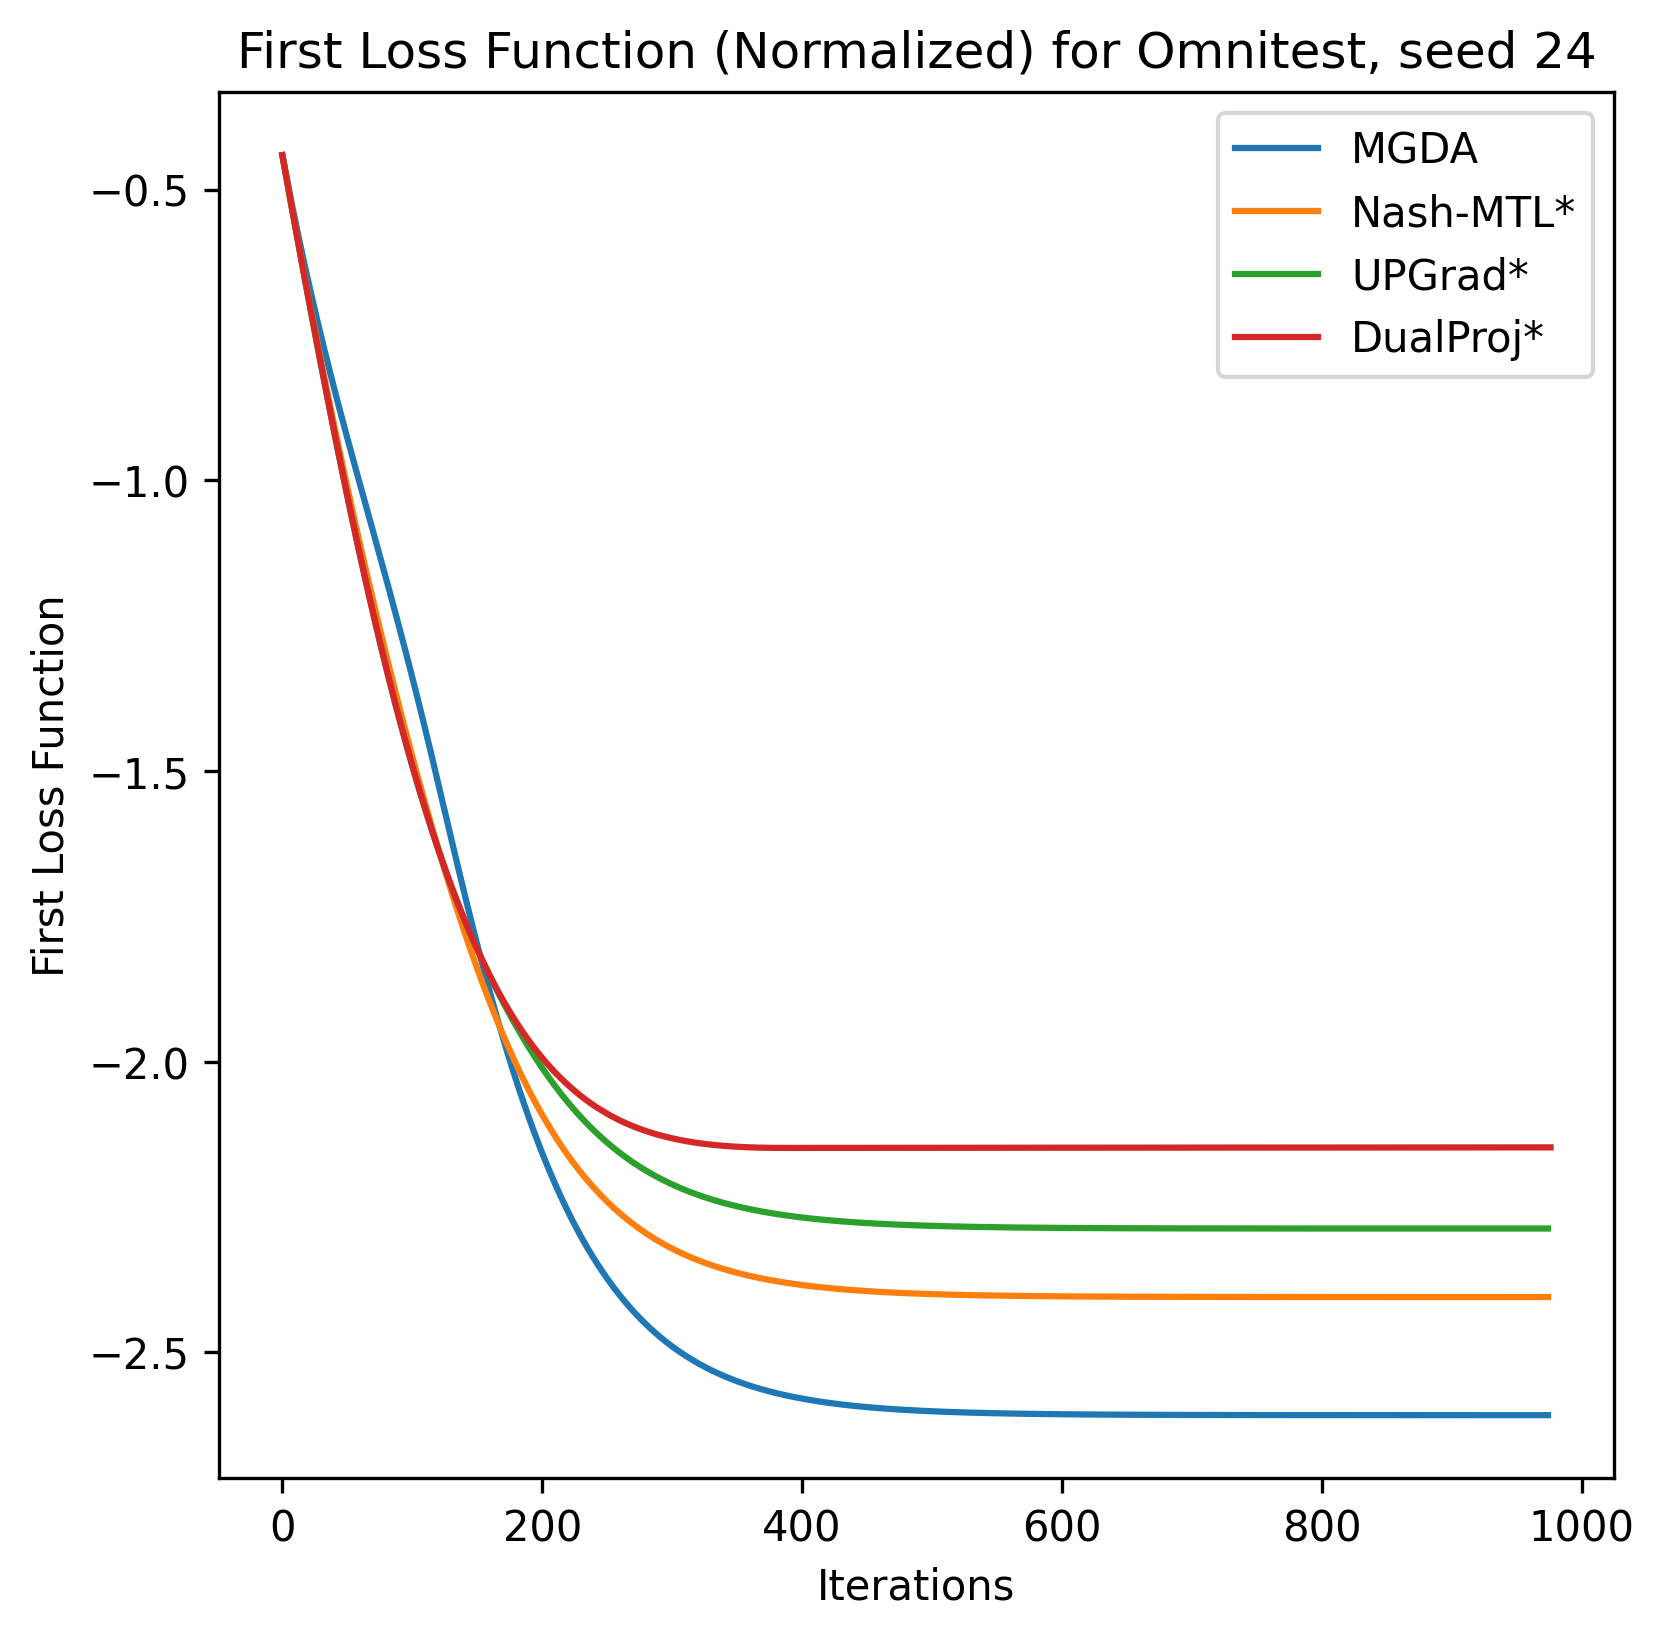 First Loss Function (Normalized) for Omnitest, seed 24
MGDA
Nash-MTL*
UPGrad*
DualProj*
First Loss Function
−0.5
−1.0
−1.5
−2.0
−2.5
0 200 400 600 800 1000
Iterations